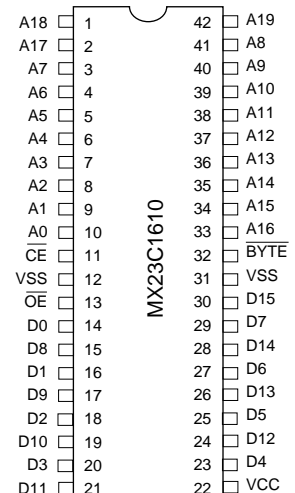 A18 1 42 A19
A17 2 41 A8
A7 3 40 A9
A6 4 39 A10
A5 5 38 A11
A4 6 37 A12
A3 7 36 A13
A2 8 35 A14
A1 9 34 A15
A0 10 33 A16
CE 11 32 BYTE
VSS 12 31 VSS
OE 13 30 D15
D0 14 29 D7
D8 15 28 D14
D1 16 27 D6
D9 17 26 D13
D2 18 25 D5
D10 19 24 D12
D3 20 23 D4
D11 21 22 VCC
MX23C1610